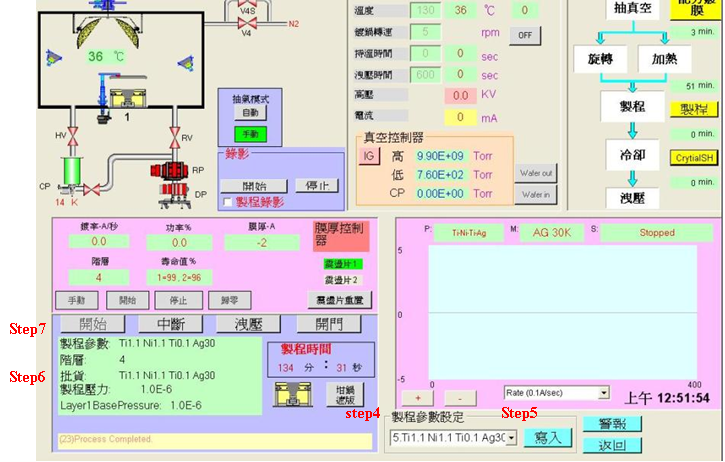 V4S
V4
N2
36 ℃
1
HV
RV
RP
DP
CP
14 K
抽氣模式
自動
手動
錄影
開始
停止
製程錄影
溫度 130 36 ℃ 0
鍍鍋轉速 5 rpm OFF
持溫時間 0 0 sec
洩壓時間 600 0 sec
高壓 0.0 KV
電流 0 mA
真空控制器
IG 高 9.90E+09 Torr
低 7.60E+02 Torr
CP 0.00E+00 Torr
Wafer out
Wafer in
抽真空
膜
3 min.
旋轉 加熱
51 min.
製程 製程
0 min.
冷卻 CrytialSH
0 min.
洩壓
鍍率-A/秒 功率% 膜厚-A
0.0 0.0 -2
膜厚控制器
階層 壽命值%
4 1=99, 2=96
震盪片1
震盪片2
手動 開始 停止 歸零 震盪片重置
P: Ti-Ni-Ti-Ag M: AG 30K S: Stopped
5
0
-5
0 400
+ - Rate (0.1A/sec)
上午 12:51:54
Step7
開始 中斷 洩壓 開門
製程參數: Ti1.1 Ni1.1 Ti0.1 Ag30
階層: 4
Step6
批貨: Ti1.1 Ni1.1 Ti0.1 Ag30
製程壓力: 1.0E-6
Layer1BasePressure: 1.0E-6
製程時間
134 分 : 31 秒
坩鍋
遮版
(23)Process Completed.
step4
製程參數設定
Step5
5.Ti1.1 Ni1.1 Ti0.1 Ag30
寫入
警報
返回